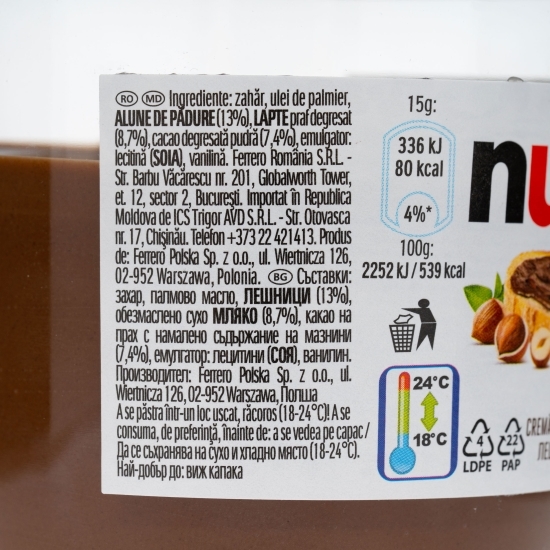 RO MD Ingrediente: zahăr, ulei de palmier,
ALUNE DE PĂDURE (13%), LAPTE praf degresat
(8,7%), cacao degresată pudră (7,4%), emulgator:
lecitină (SOIA), vanilină. Ferrero România S.R.L. -
Str. Barbu Văcărescu nr. 201, Globalworth Tower,
et. 12, sector 2, Bucureşti. Importat în Republica
Moldova de ICS Trigor AVD S.R.L. - Str. Otovasca
nr. 17, Chişinău. Telefon +373 22 421413. Produs
de: Ferrero Polska Sp. z o.o., ul. Wiertnicza 126,
02-952 Warszawa, Polonia. BG Съставки:
захар, палмово масло, ЛЕШНИЦИ (13%),
обезмаслено сухо МЛЯКО (8,7%), какао на
прах с намалено съдържание на мазнини
(7,4%), емулгатор: лецитини (СОЯ), ванилин.
Производител: Ferrero Polska Sp. z o.o., ul.
Wiertnicza 126, 02-952 Warszawa, Полша
A se păstra într-un loc uscat, răcoros (18-24°C)! A se
consuma, de preferinţă, înainte de: a se vedea pe capac /
Да се съхранява на сухо и хладно място (18-24°C).
Най-добър до: виж капака
15g:
336 kJ
80 kcal
4%*
100g:
2252 kJ / 539 kcal
24°C
18°C
4
LDPE
22
PAP
nu
CREMĂ